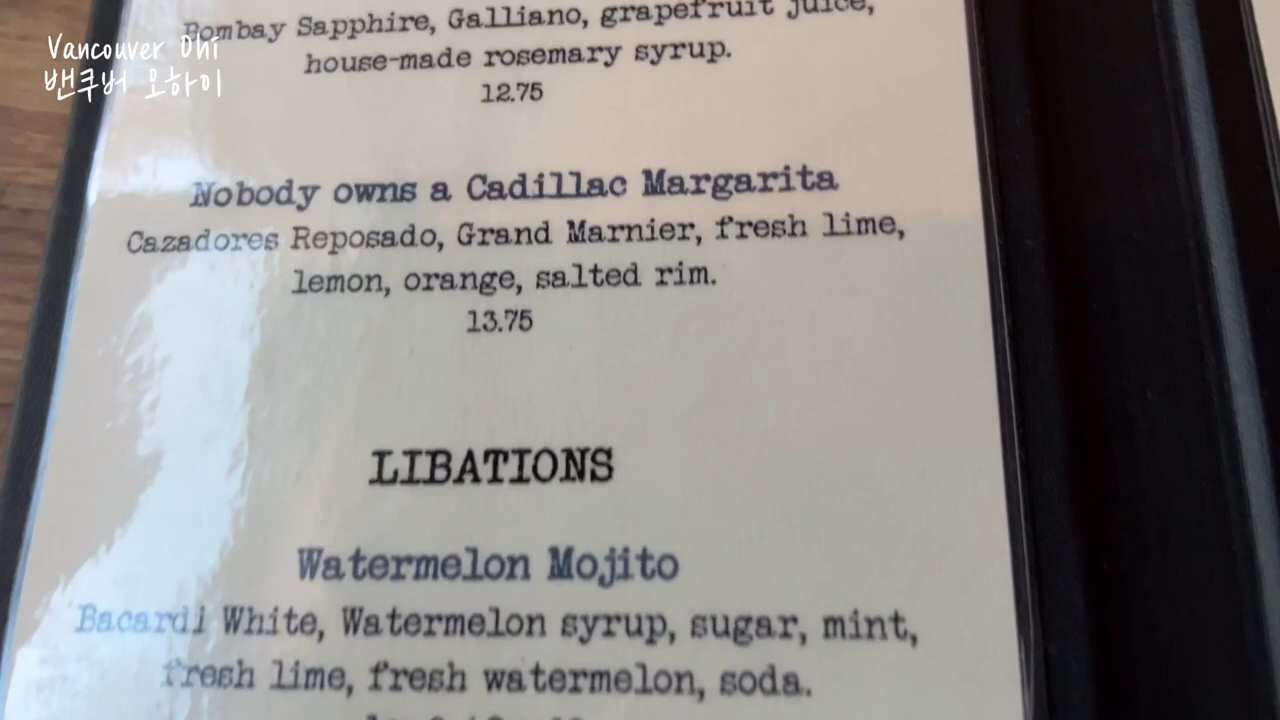 Vancouver Ohi
밴쿠버 오하이
Bombay Sapphire, Galliano, grapefruit juice,
house-made rosemary syrup.
12.75
Nobody owns a Cadillac Margarita
Cazadores Reposado, Grand Marnier, fresh lime,
lemon, orange, salted rim.
13.75
LIBATIONS
Watermelon Mojito
Bacardi White, Watermelon syrup, sugar, mint,
fresh lime, fresh watermelon, soda.